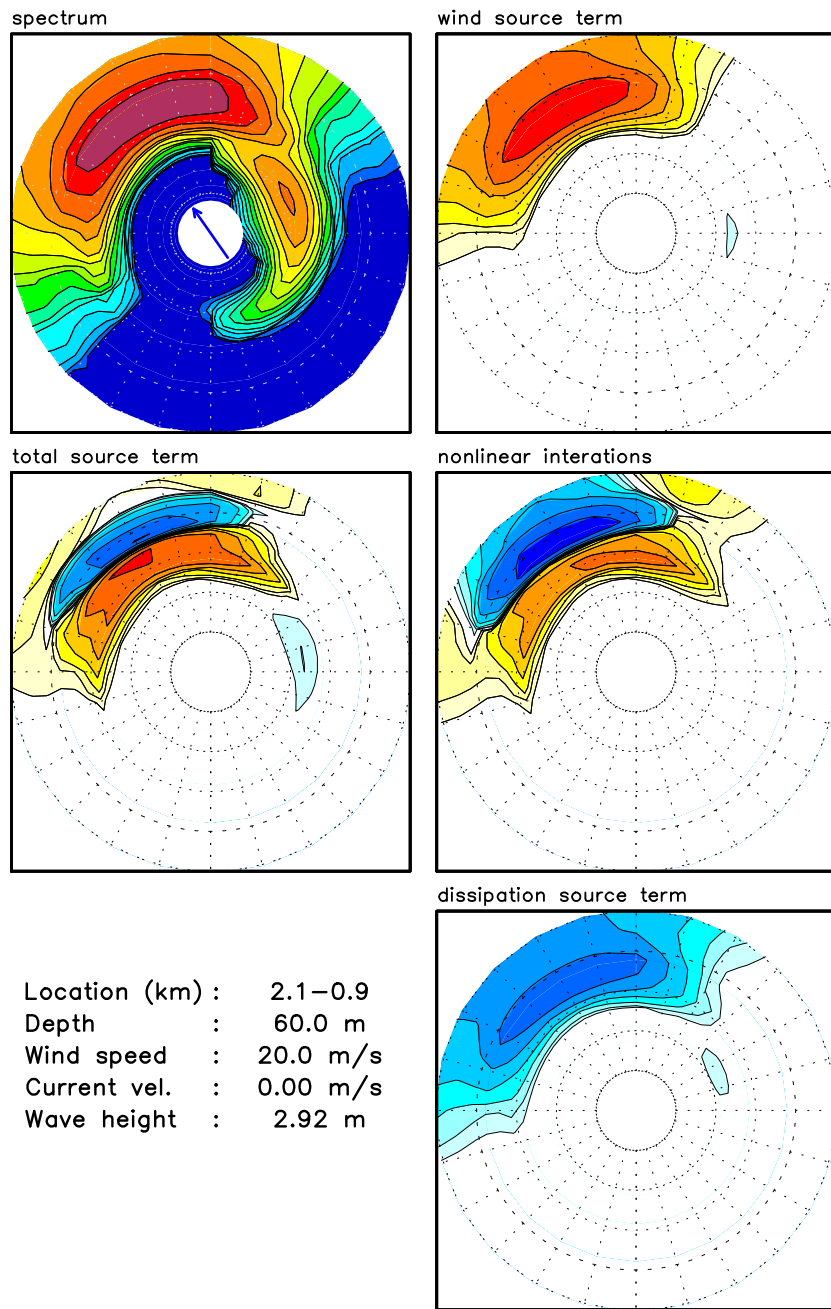 spectrum
wind source term
total source term
nonlinear interations
dissipation source term
Location (km) : 2.1−0.9
Depth : 60.0 m
Wind speed : 20.0 m/s
Current vel. : 0.00 m/s
Wave height : 2.92 m